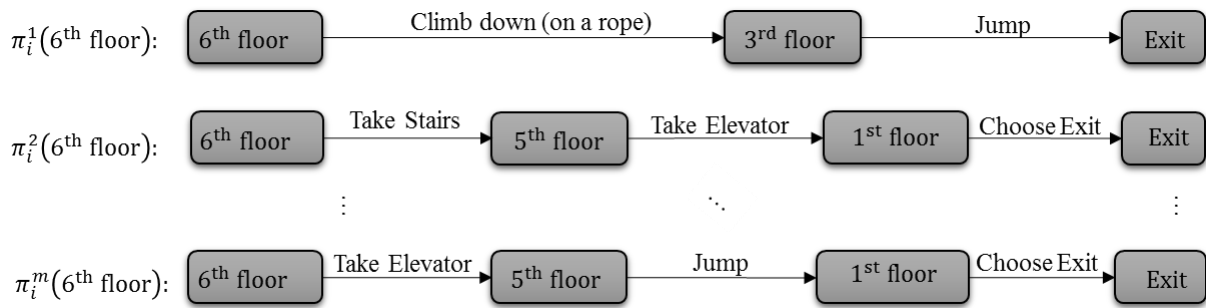 π_i^1(6th floor): 6th floor Climb down (on a rope) 3rd floor Jump Exit
π_i^2(6th floor): 6th floor Take Stairs 5th floor Take Elevator 1st floor Choose Exit Exit
⋮ ⋱ ⋮
π_i^m(6th floor): 6th floor Take Elevator 5th floor Jump 1st floor Choose Exit Exit